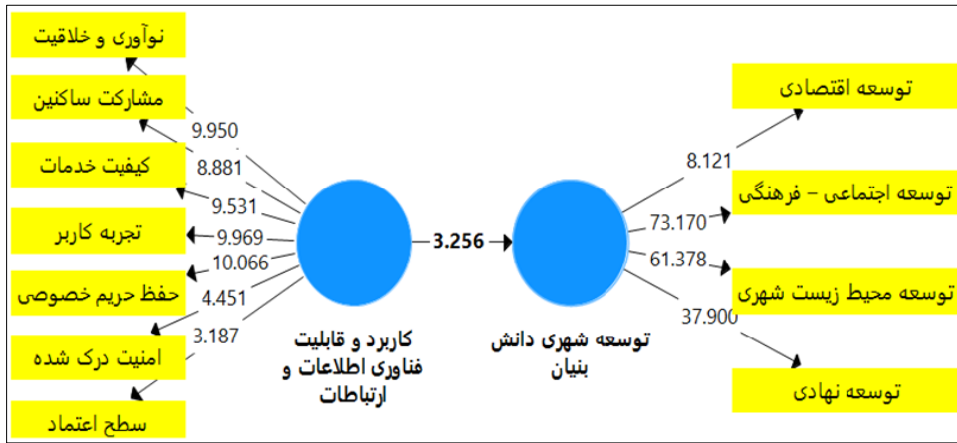 نوآوری و خلاقیت
مشارکت ساکنین
کیفیت خدمات
تجربه کاربر
حفظ حریم خصوصی
امنیت درک شده
سطح اعتماد
9.950
8.881
9.531
9.969
10.066
4.451
3.187
کاربرد و قابلیت
فناوری اطلاعات و
ارتباطات
3.256
توسعه شهری دانش
بنیان
8.121
73.170
61.378
37.900
توسعه اقتصادی
توسعه اجتماعی – فرهنگی
توسعه محیط زیست شهری
توسعه نهادی